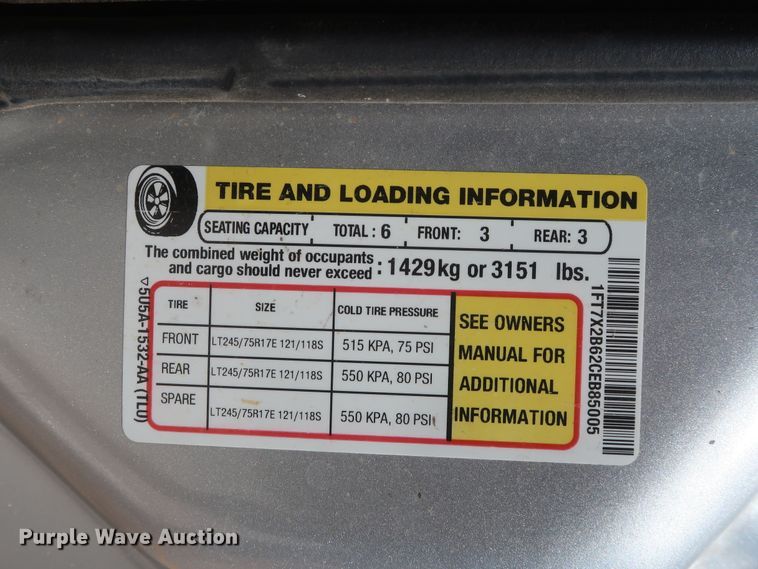 TIRE AND LOADING INFORMATION
SEATING CAPACITY TOTAL : 6 FRONT: 3 REAR: 3
The combined weight of occupants
and cargo should never exceed : 1429kg or 3151 lbs.
TIRE SIZE COLD TIRE PRESSURE
FRONT LT245/75R17E 121/118S 515 KPA, 75 PSI
REAR LT245/75R17E 121/118S 550 KPA, 80 PSI
SPARE LT245/75R17E 121/118S 550 KPA, 80 PSI
SEE OWNERS
MANUAL FOR
ADDITIONAL
INFORMATION
5U5A-1532-AA (TL0)
1FT7X2B62CEB85005
Purple Wave Auction